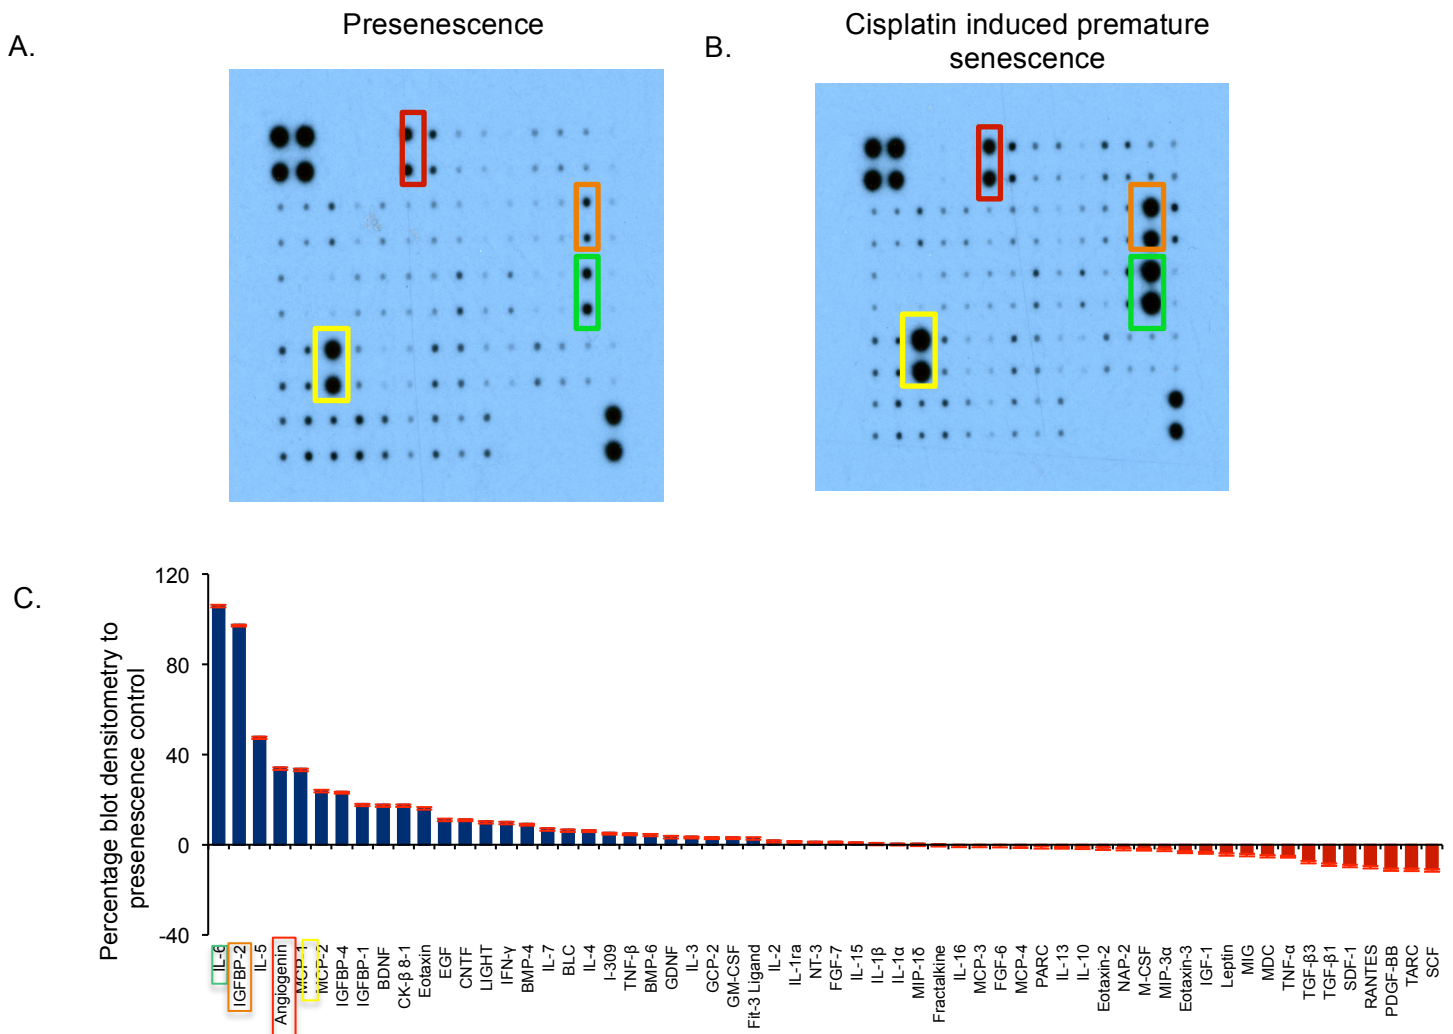 Presenescence
A.
Cisplatin induced premature
senescence
B.
C.
Percentage blot densitometry to
presenescence control
120
80
40
0
-40
IL-6
IGFBP-2
IL-5
Angiogenin
MCP-1
MCP-2
IGFBP-4
IGFBP-1
BDNF
CK-β 8-1
Eotaxin
EGF
CNTF
LIGHT
IFN-γ
BMP-4
IL-7
BLC
IL-4
I-309
TNF-β
BMP-6
GDNF
IL-3
GCP-2
GM-CSF
Fit-3 Ligand
IL-2
IL-1ra
NT-3
FGF-7
IL-15
IL-1β
IL-1α
MIP-1δ
Fractalkine
IL-16
MCP-3
FGF-6
MCP-4
PARC
IL-13
IL-10
Eotaxin-2
NAP-2
M-CSF
MIP-3α
Eotaxin-3
IGF-1
Leptin
MIG
MDC
TNF-α
TGF-β3
TGF-β1
SDF-1
RANTES
PDGF-BB
TARC
SCF